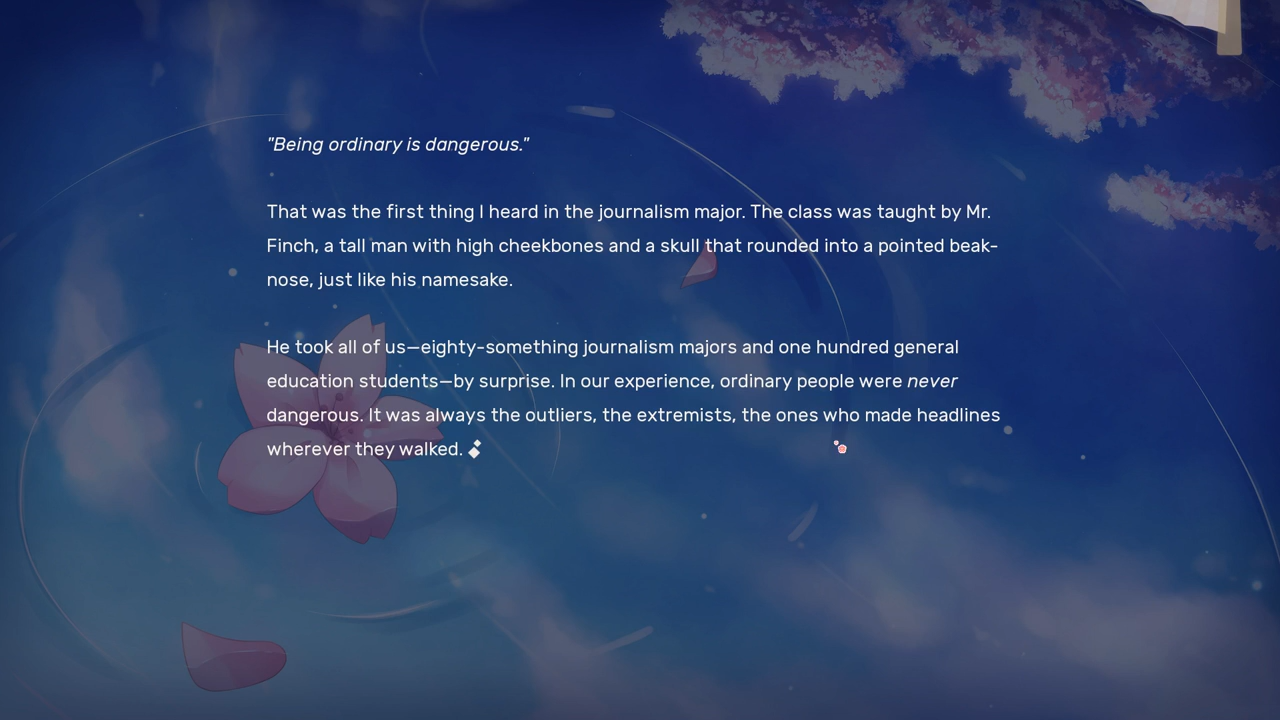 "Being ordinary is dangerous."
That was the first thing I heard in the journalism major. The class was taught by Mr.
Finch, a tall man with high cheekbones and a skull that rounded into a pointed beak-
nose, just like his namesake.
He took all of us—eighty-something journalism majors and one hundred general
education students—by surprise. In our experience, ordinary people were never
dangerous. It was always the outliers, the extremists, the ones who made headlines
wherever they walked.